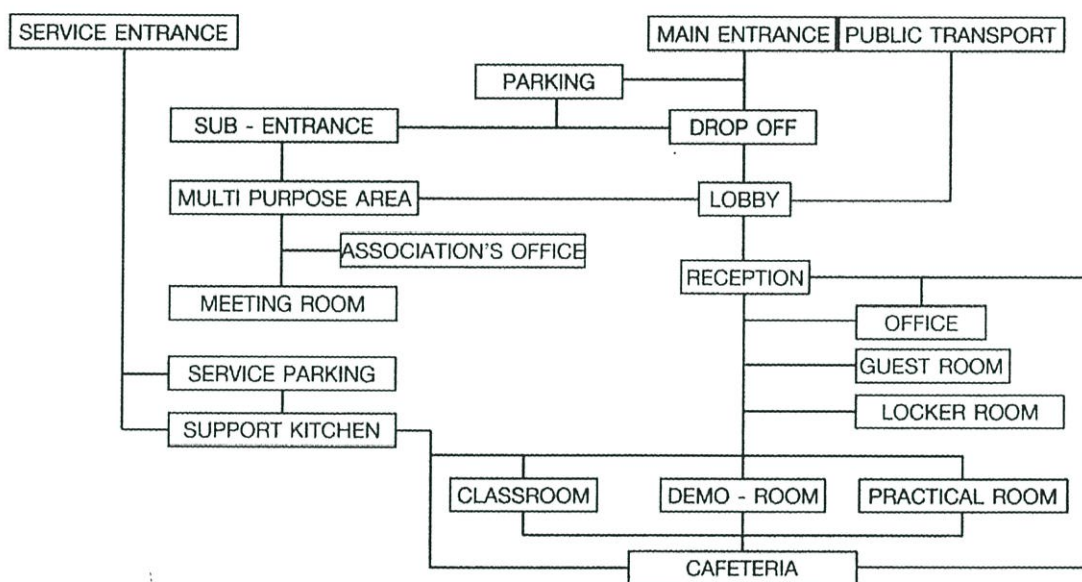 SERVICE ENTRANCE
MAIN ENTRANCE
PUBLIC TRANSPORT
PARKING
SUB - ENTRANCE
DROP OFF
MULTI PURPOSE AREA
LOBBY
ASSOCIATION'S OFFICE
RECEPTION
MEETING ROOM
OFFICE
SERVICE PARKING
GUEST ROOM
SUPPORT KITCHEN
LOCKER ROOM
CLASSROOM
DEMO - ROOM
PRACTICAL ROOM
CAFETERIA